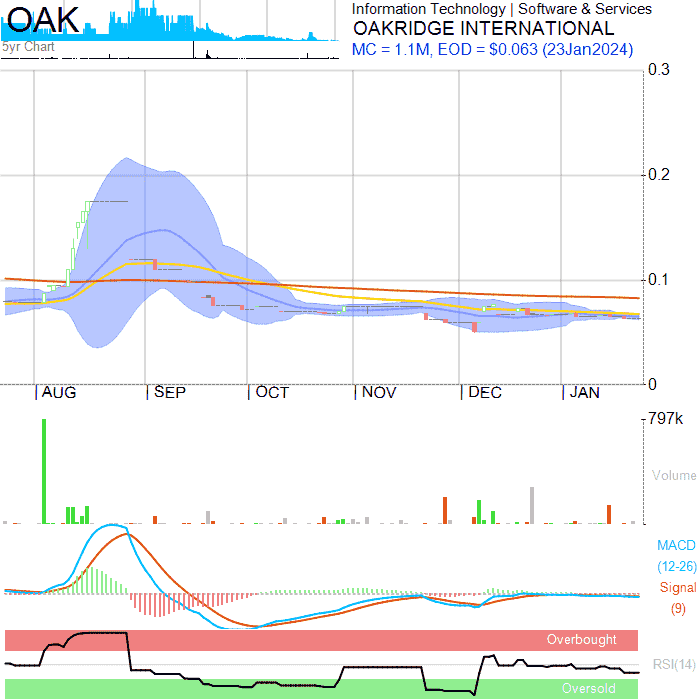 OAK
Information Technology | Software & Services
OAKRIDGE INTERNATIONAL
5yr Chart
MC = 1.1M, EOD = $0.063 (23Jan2024)
0.3
0.2
0.1
0
AUG SEP OCT NOV DEC JAN
797k
Volume
MACD
(12-26)
Signal
(9)
Overbought
RSI(14)
Oversold